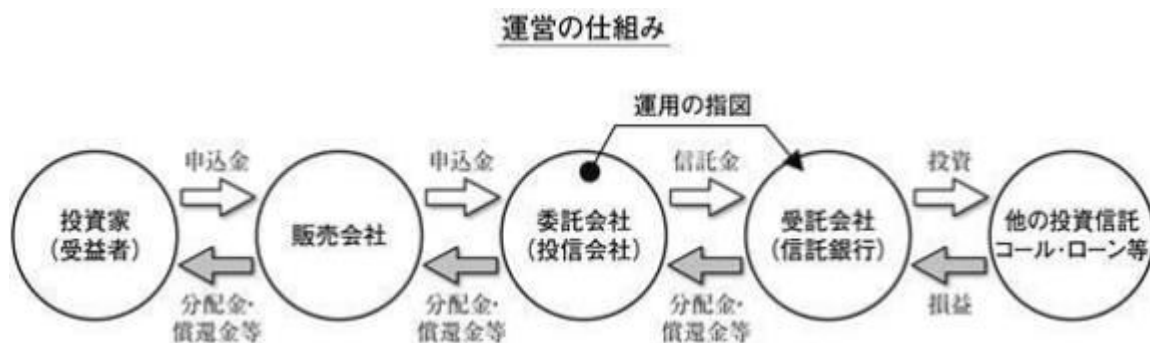 運営の仕組み
運用の指図
申込金
申込金
信託金
投資
投資家
(受益者)
販売会社
委託会社
(投信会社)
受託会社
(信託銀行)
他の投資信託
コール・ローン等
分配金・
償還金等
分配金・
償還金等
分配金・
償還金等
損益